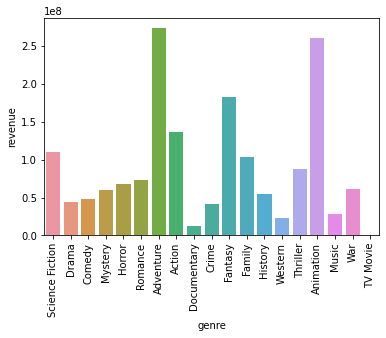 1e8
2.5
2.0
1.5
1.0
0.5
0.0
revenue
Science Fiction
Drama
Comedy
Mystery
Horror
Romance
Adventure
Action
Documentary
Crime
Fantasy
Family
History
Western
Thriller
Animation
Music
War
TV Movie
genre